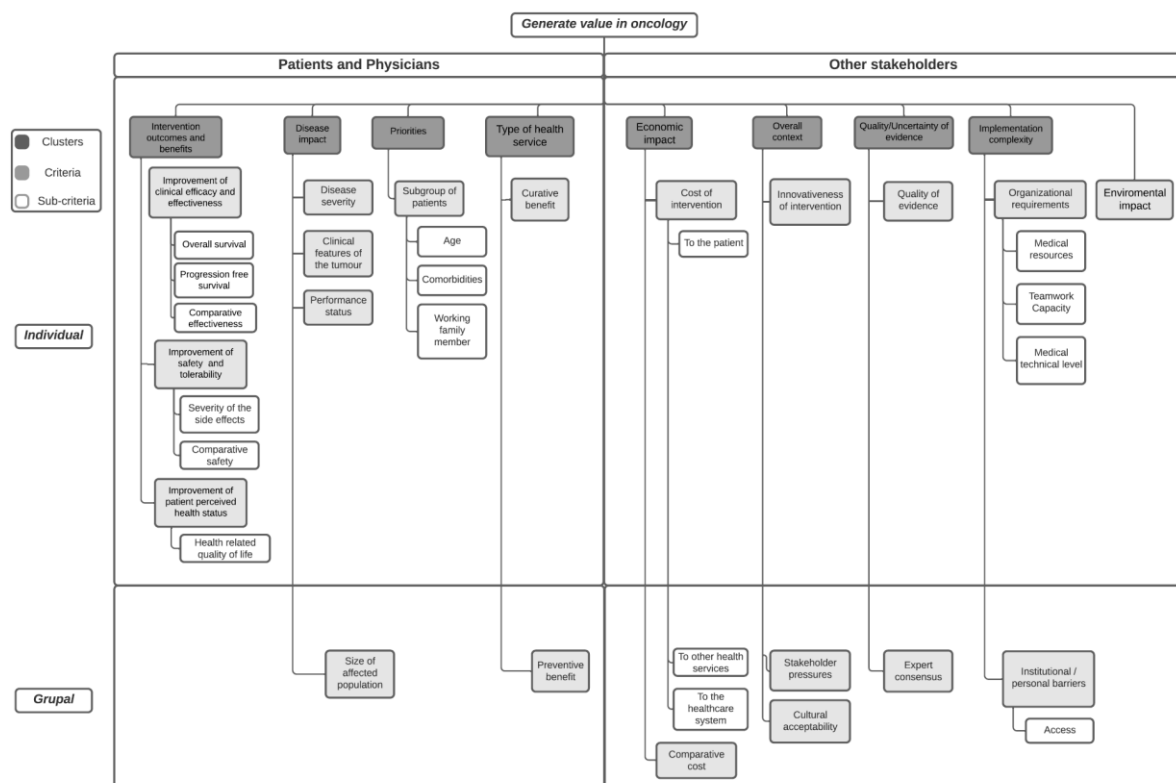 Generate value in oncology
Patients and Physicians
Other stakeholders
Clusters
Criteria
Sub-criteria
Individual
Grupal
Intervention
outcomes and
benefits
Improvement of
clinical efficacy and
effectiveness
Overall survival
Progression free
survival
Comparative
effectiveness
Improvement of
safety and
tolerability
Severity of the
side effects
Comparative
safety
Improvement of
patient perceived
health status
Health related
quality of life
Disease
impact
Disease
severity
Clinical
features of
the tumour
Performance
status
Size of
affected
population
Priorities
Subgroup of
patients
Age
Comorbidities
Working
family
member
Type of health
service
Curative
benefit
Preventive
benefit
Economic
impact
Cost of
intervention
To the patient
To other health
services
To the
healthcare
system
Comparative
cost
Overall
context
Innovativeness
of intervention
Stakeholder
pressures
Cultural
acceptability
Quality/Uncertainty of
evidence
Quality of
evidence
Expert
consensus
Implementation
complexity
Organizational
requirements
Medical
resources
Teamwork
Capacity
Medical
technical level
Institutional /
personal barriers
Access
Enviromental
impact